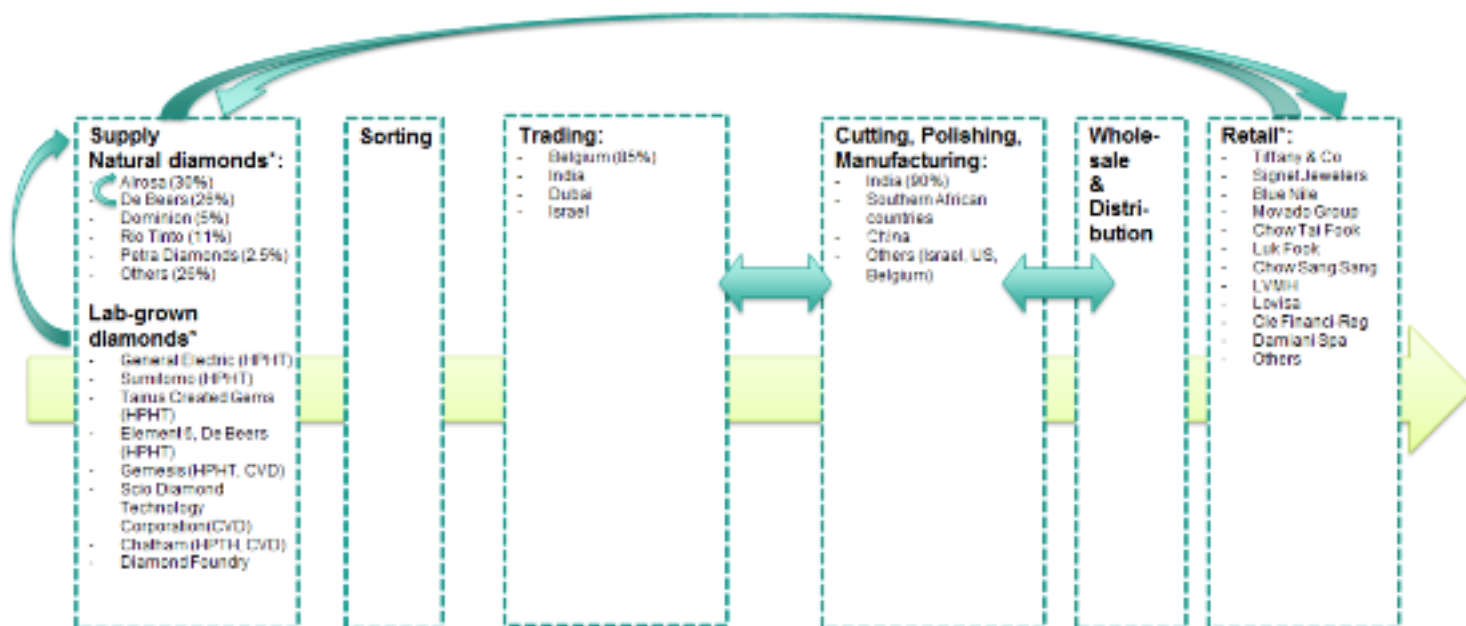 Supply
Natural diamonds*:
- Alrosa (30%)
- De Beers (26%)
- Dominion (5%)
- Rio Tinto (11%)
- Petra Diamonds (2.5%)
- Others (26%)
Lab-grown
diamonds*
- General Electric (HPHT)
- Sumitomo (HPHT)
- Tairus Created Gems
(HPHT)
- Element 6, De Beers
(HPHT)
- Gemesis (HPHT, CVD)
- Scio Diamond
Technology
Corporation(CVD)
- Chatham (HPTH, CVD)
- Diamond Foundry
Sorting
Trading:
- Belgium (85%)
- India
- Dubai
- Israel
Cutting, Polishing,
Manufacturing:
- India (90%)
- Southern African
countries
- China
- Others (Israel, US,
Belgium)
Whole-
sale
&
Distri-
bution
Retail*:
- Tiffany & Co
- Signet Jewelers
- Blue Nile
- Movado Group
- Chow Tai Fook
- Luk Fook
- Chow Sang Sang
- LVMH
- Lovisa
- Cie Financi-Reg
- Damiani Spa
- Others